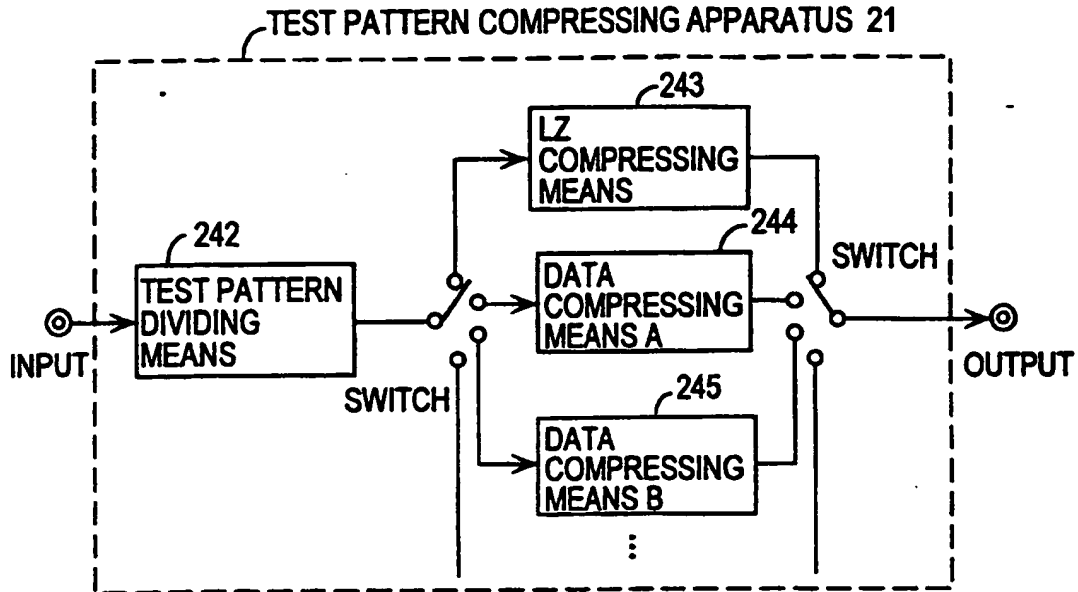 TEST PATTERN COMPRESSING APPARATUS 21
243
LZ
COMPRESSING
MEANS
242
TEST PATTERN
DIVIDING
MEANS
244
DATA
COMPRESSING
MEANS A
SWITCH
INPUT
OUTPUT
SWITCH
245
DATA
COMPRESSING
MEANS B
...